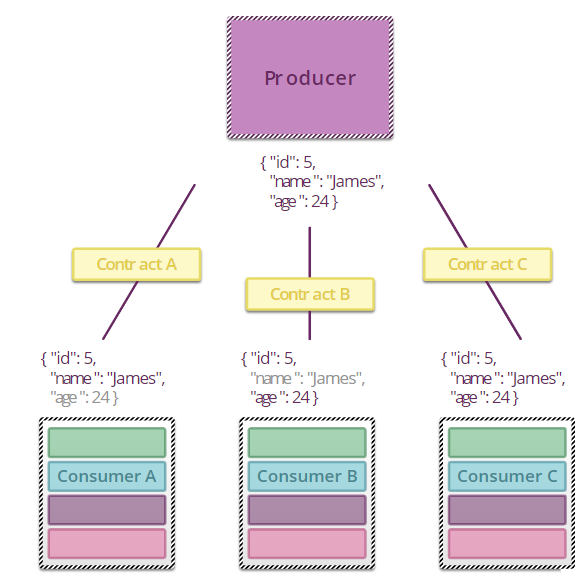 Producer
{ "id": 5,
"name": "James",
"age": 24 }
Contract A
Contract B
Contract C
{ "id": 5,
"name": "James",
"age": 24 }
{ "id": 5,
"name": "James",
"age": 24 }
{ "id": 5,
"name": "James",
"age": 24 }
Consumer A
Consumer B
Consumer C